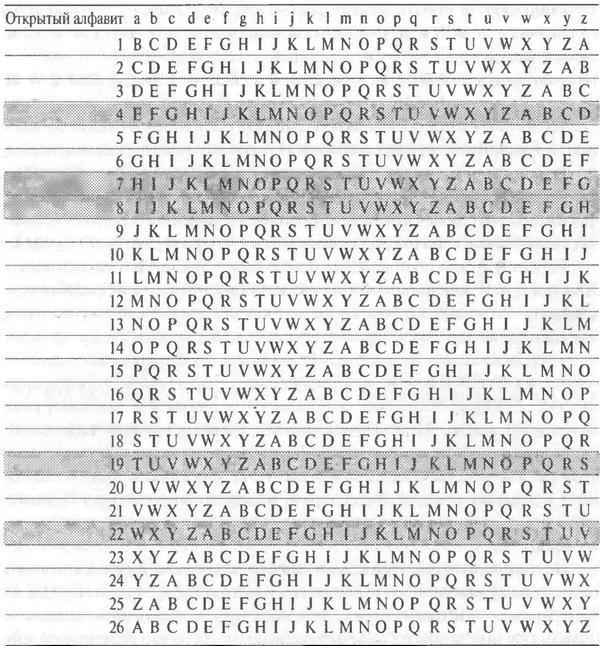 Открытый алфавит a b c d e f g h i j k l m n o p q r s t u v w x y z
1 B C D E F G H I J K L M N O P Q R S T U V W X Y Z A
2 C D E F G H I J K L M N O P Q R S T U V W X Y Z A B
3 D E F G H I J K L M N O P Q R S T U V W X Y Z A B C
4 E F G H I J K L M N O P Q R S T U V W X Y Z A B C D
5 F G H I J K L M N O P Q R S T U V W X Y Z A B C D E
6 G H I J K L M N O P Q R S T U V W X Y Z A B C D E F
7 H I J K L M N O P Q R S T U V W X Y Z A B C D E F G
8 I J K L M N O P Q R S T U V W X Y Z A B C D E F G H
9 J K L M N O P Q R S T U V W X Y Z A B C D E F G H I
10 K L M N O P Q R S T U V W X Y Z A B C D E F G H I J
11 L M N O P Q R S T U V W X Y Z A B C D E F G H I J K
12 M N O P Q R S T U V W X Y Z A B C D E F G H I J K L
13 N O P Q R S T U V W X Y Z A B C D E F G H I J K L M
14 O P Q R S T U V W X Y Z A B C D E F G H I J K L M N
15 P Q R S T U V W X Y Z A B C D E F G H I J K L M N O
16 Q R S T U V W X Y Z A B C D E F G H I J K L M N O P
17 R S T U V W X Y Z A B C D E F G H I J K L M N O P Q
18 S T U V W X Y Z A B C D E F G H I J K L M N O P Q R
19 T U V W X Y Z A B C D E F G H I J K L M N O P Q R S
20 U V W X Y Z A B C D E F G H I J K L M N O P Q R S T
21 V W X Y Z A B C D E F G H I J K L M N O P Q R S T U
22 W X Y Z A B C D E F G H I J K L M N O P Q R S T U V
23 X Y Z A B C D E F G H I J K L M N O P Q R S T U V W
24 Y Z A B C D E F G H I J K L M N O P Q R S T U V W X
25 Z A B C D E F G H I J K L M N O P Q R S T U V W X Y
26 A B C D E F G H I J K L M N O P Q R S T U V W X Y Z